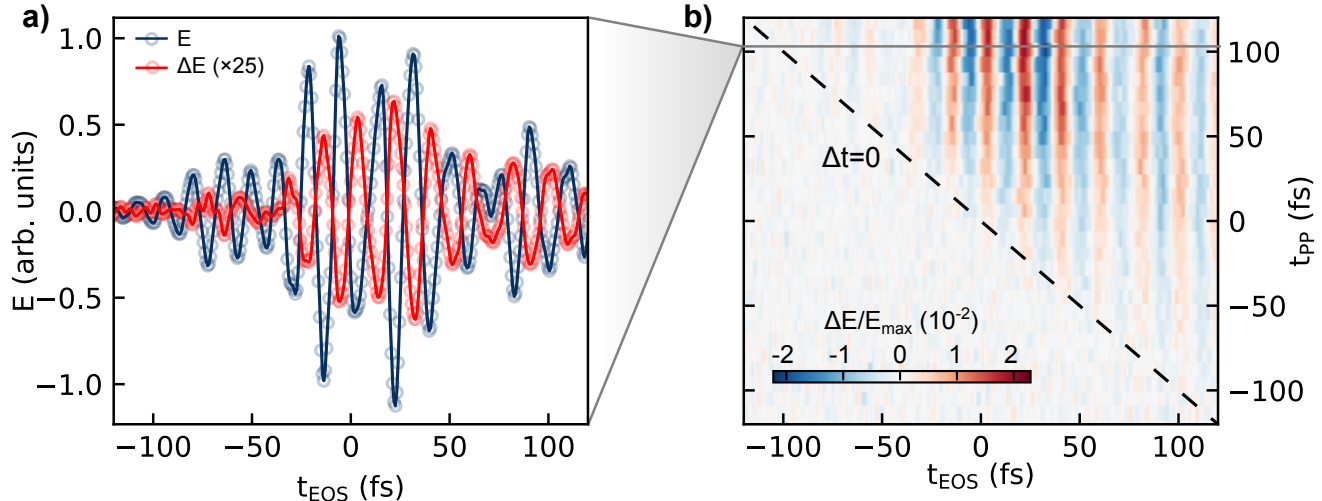 a)
E
ΔE (×25)
E (arb. units)
1.0
0.5
0.0
−0.5
−1.0
−100
−50
0
50
100
t_EOS (fs)
b)
Δt=0
ΔE/E_max (10⁻²)
-2
-1
0
1
2
100
50
0
−50
−100
t_PP (fs)
−100
−50
0
50
100
t_EOS (fs)